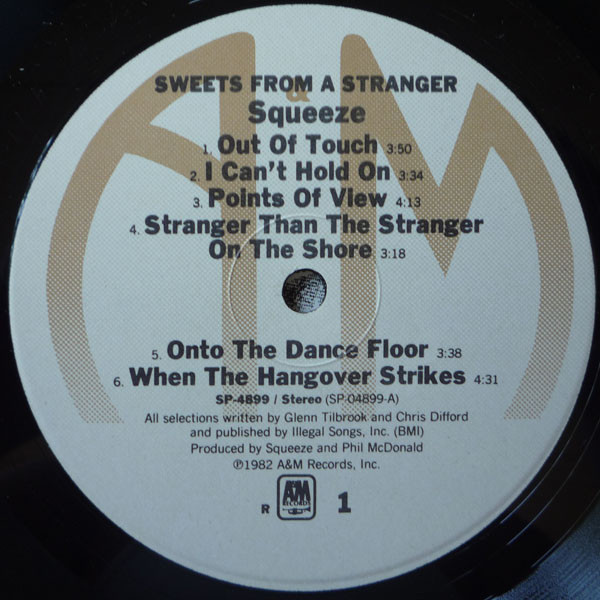 A&M
SWEETS FROM A STRANGER
Squeeze
1. Out Of Touch 3:50
2. I Can't Hold On 3:34
3. Points Of View 4:13
4. Stranger Than The Stranger
On The Shore 3:18
5. Onto The Dance Floor 3:38
6. When The Hangover Strikes 4:31
SP-4899 / Stereo (SP-04899-A)
All selections written by Glenn Tilbrook and Chris Difford
and published by Illegal Songs, Inc. (BMI)
Produced by Squeeze and Phil McDonald
℗1982 A&M Records, Inc.
R A&M RECORDS 1